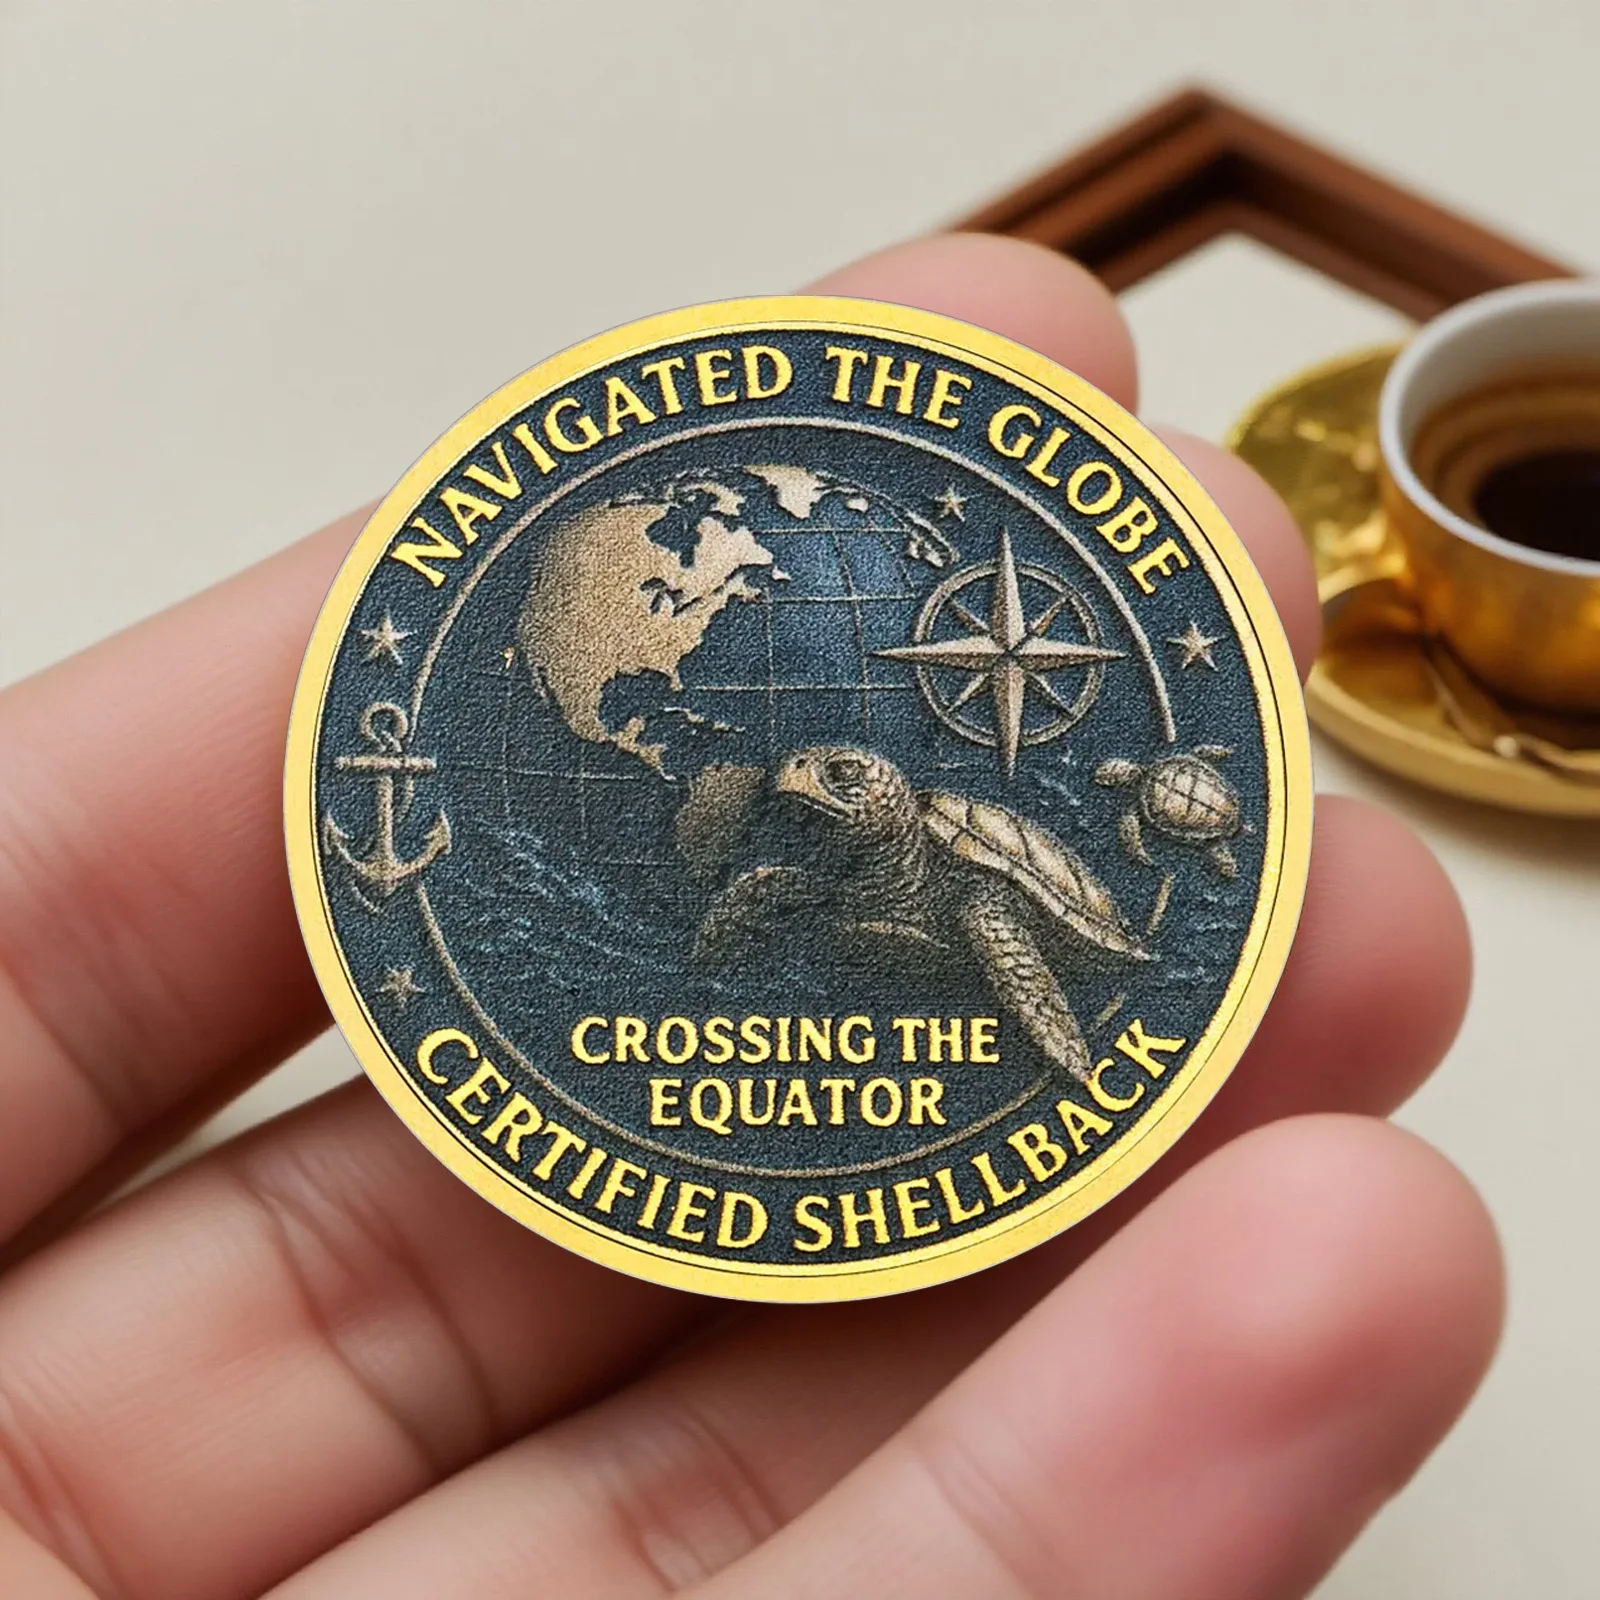 NAVIGATED THE GLOBE
CROSSING THE
EQUATOR
CERTIFIED SHELLBACK